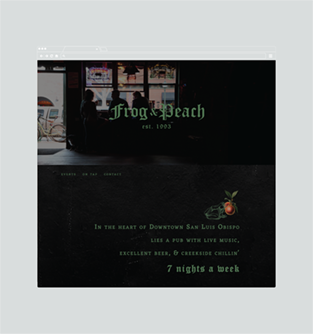 Frog & Peach
est. 1993
EVENTS . ON TAP . CONTACT
In the heart of Downtown San Luis Obispo
lies a pub with live music,
excellent beer, & creekside chillin'
7 nights a week